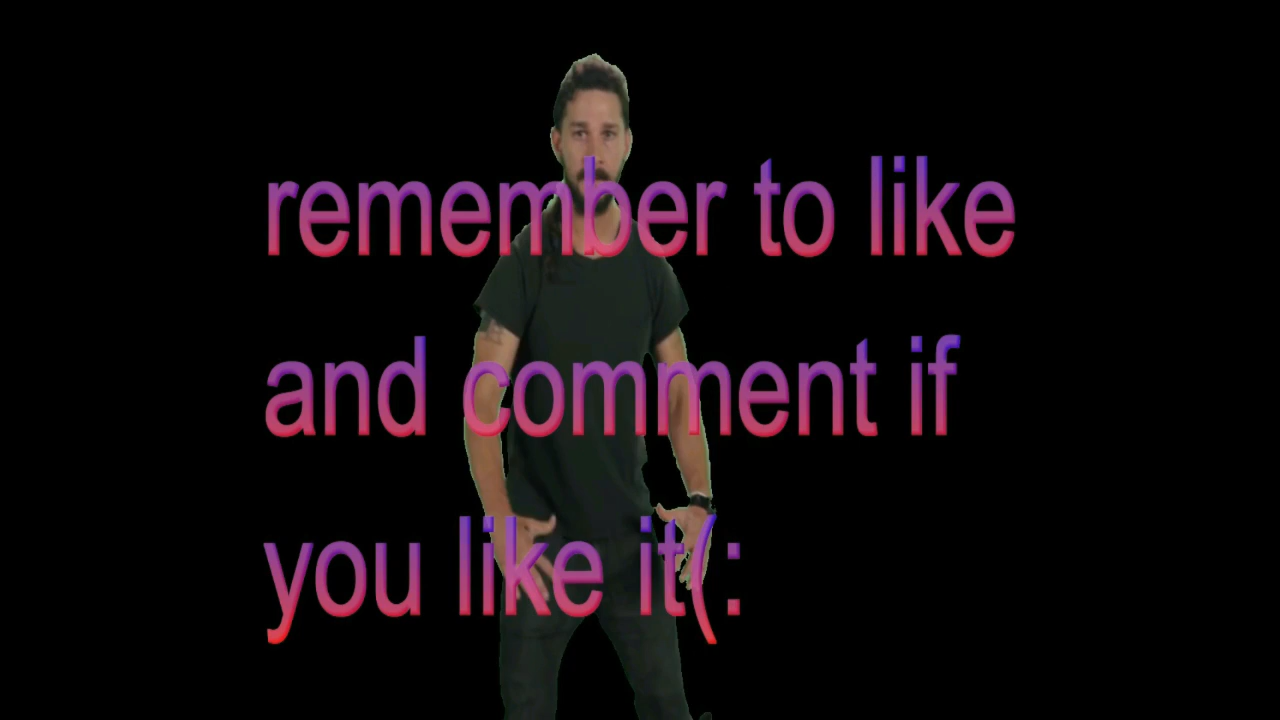 remember to like
and comment if
you like it(: